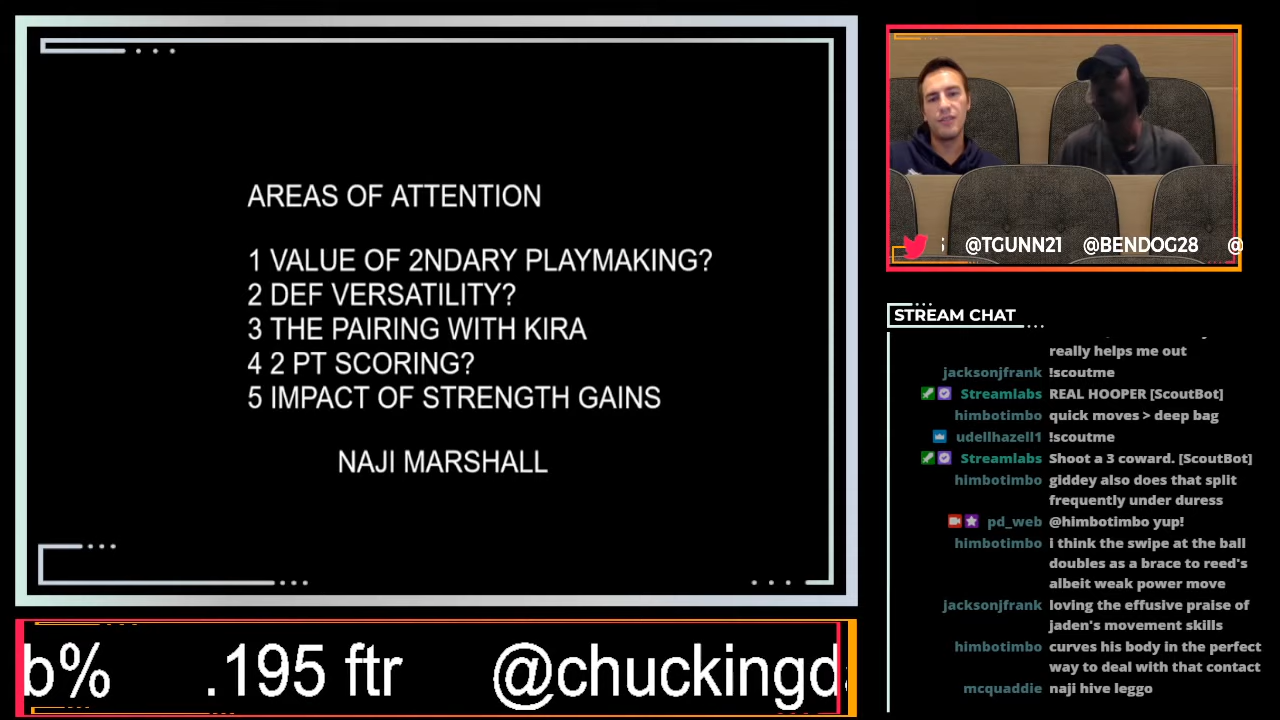 AREAS OF ATTENTION
1 VALUE OF 2NDARY PLAYMAKING?
2 DEF VERSATILITY?
3 THE PAIRING WITH KIRA
4 2 PT SCORING?
5 IMPACT OF STRENGTH GAINS
NAJI MARSHALL
b% .195 ftr @chuckingda
@TGUNN21 @BENDOG28 @
STREAM CHAT
really helps me out
jacksonjfrank !scoutme
Streamlabs REAL HOOPER [ScoutBot]
himbotimbo quick moves > deep bag
udellhazell1 !scoutme
Streamlabs Shoot a 3 coward. [ScoutBot]
himbotimbo giddey also does that split
frequently under duress
pd_web @himbotimbo yup!
himbotimbo i think the swipe at the ball
doubles as a brace to reed's
albeit weak power move
jacksonjfrank loving the effusive praise of
jaden's movement skills
himbotimbo curves his body in the perfect
way to deal with that contact
mcquaddie naji hive leggo